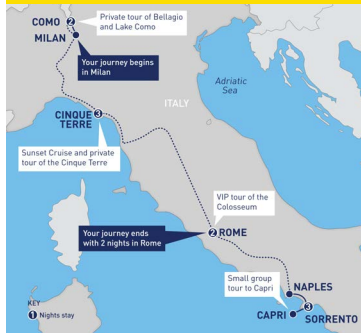 COMO
2
MILAN
Private tour of Bellagio
and Lake Como
Your journey begins
in Milan
Adriatic
Sea
ITALY
CINQUE
TERRE
3
Sunset Cruise and private
tour of the Cinque Terre
VIP tour of the
Colosseum
Your journey ends
with 2 nights in Rome
2 ROME
Small group
tour to Capri
NAPLES
3
CAPRI
SORRENTO
KEY
1 Nights stay